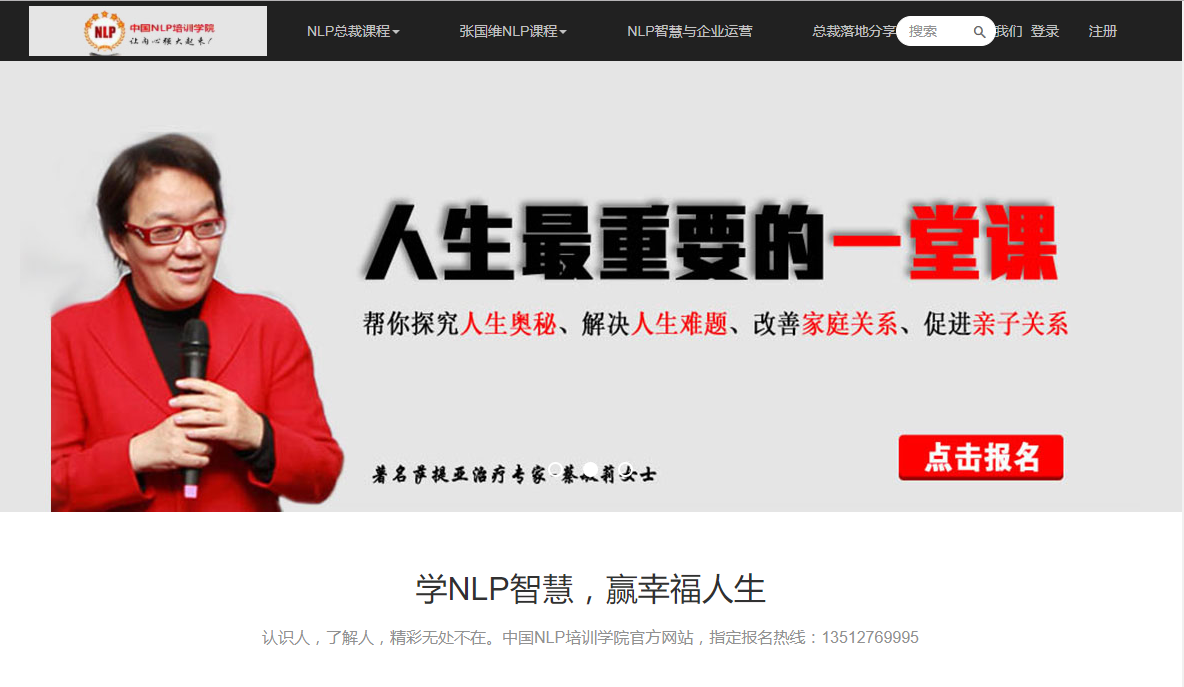 NLP
中国NLP培训学院
让内心强大起来!
NLP总裁课程
张国维NLP课程
NLP智慧与企业运营
总裁落地分享
搜索
我们
登录
注册
人生最重要的一堂课
帮你探究人生奥秘、解决人生难题、改善家庭关系、促进亲子关系
点击报名
著名萨提亚治疗专家-蔡 莉女士
学NLP智慧，赢幸福人生
认识人，了解人，精彩无处不在。中国NLP培训学院官方网站，指定报名热线：13512769995